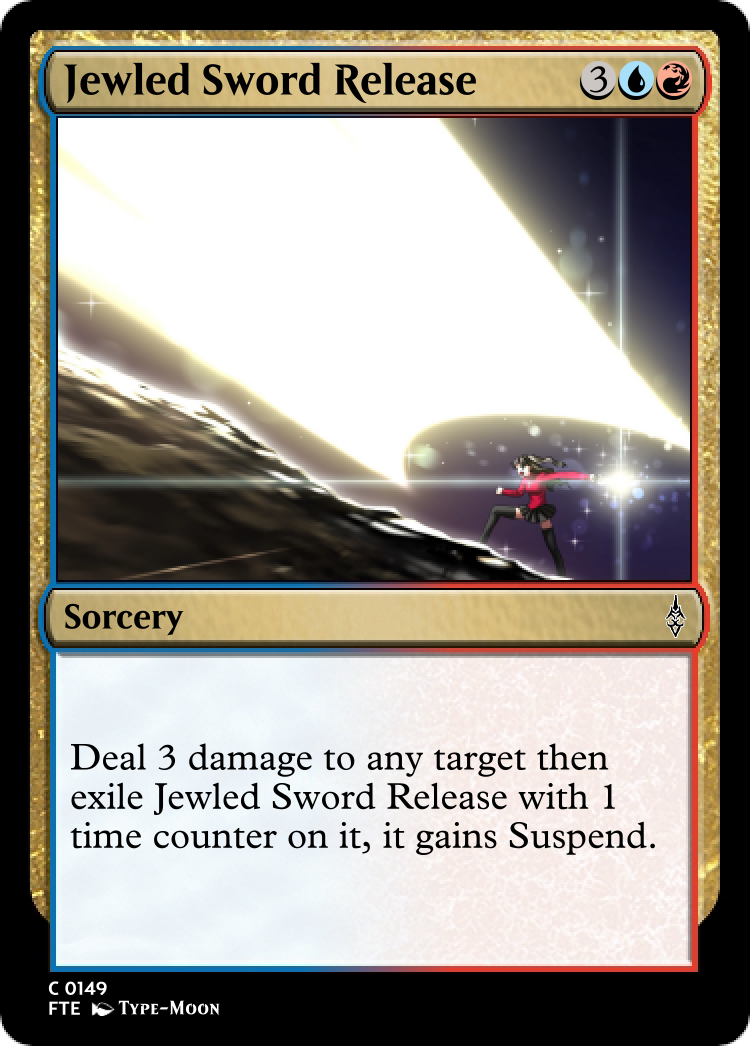 Jewled Sword Release 3
Sorcery
Deal 3 damage to any target then
exile Jewled Sword Release with 1
time counter on it, it gains Suspend.
C 0149
FTE Type-Moon